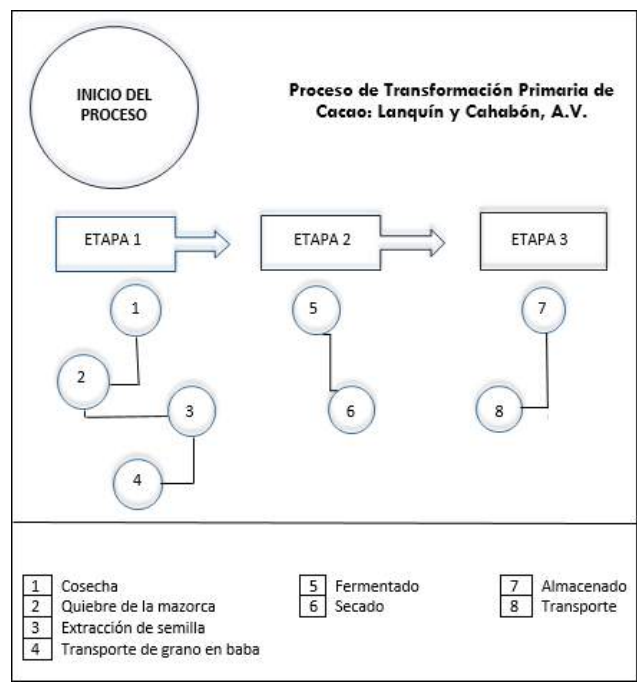 INICIO DEL
PROCESO
Proceso de Transformación Primaria de
Cacao: Lanquín y Cahabón, A.V.
ETAPA 1
ETAPA 2
ETAPA 3
1
5
7
2
3
6
8
4
1 Cosecha
2 Quiebre de la mazorca
3 Extracción de semilla
4 Transporte de grano en baba
5 Fermentado
6 Secado
7 Almacenado
8 Transporte